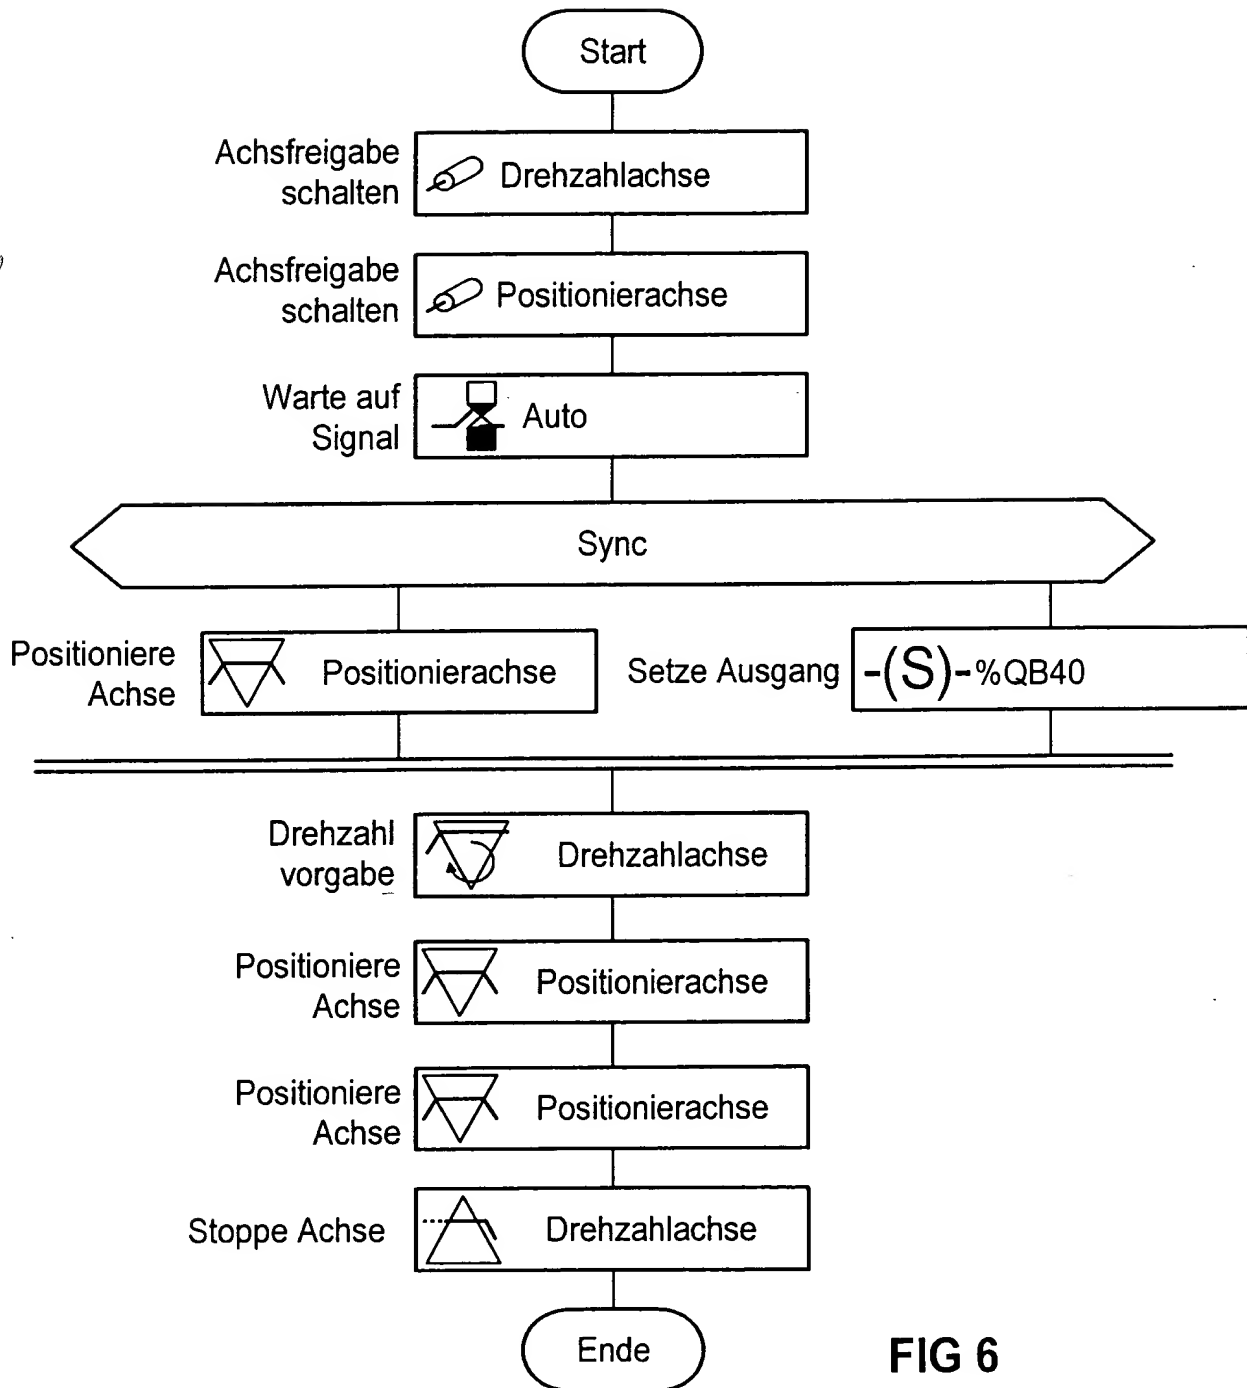 Start
Achsfreigabe
schalten
Drehzahlachse
Achsfreigabe
schalten
Positionierachse
Warte auf
Signal
Auto
Sync
Positioniere
Achse
Positionierachse
Setze Ausgang
-(S)-%QB40
Drehzahl
vorgabe
Drehzahlachse
Positioniere
Achse
Positionierachse
Positioniere
Achse
Positionierachse
Stoppe Achse
Drehzahlachse
Ende
FIG 6